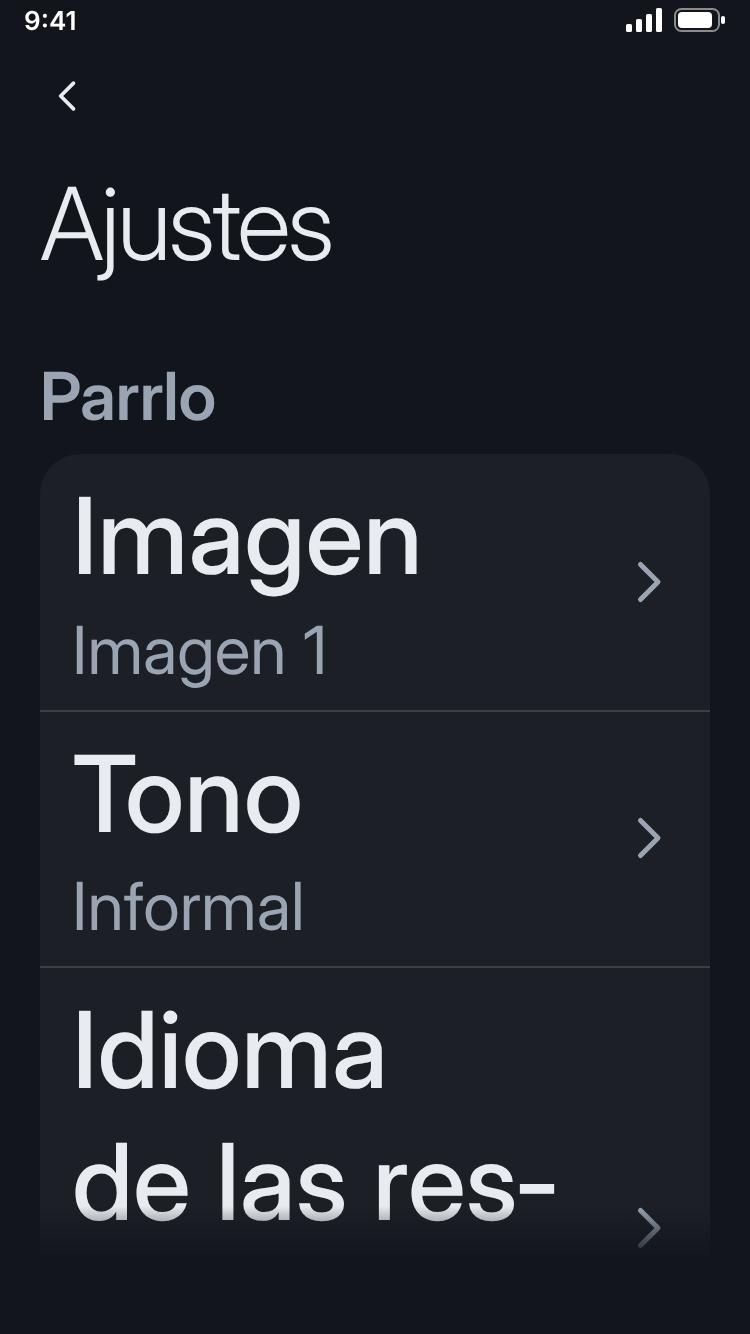 9:41
Ajustes
Parrlo
Imagen
Imagen 1
Tono
Informal
Idioma
de las res-